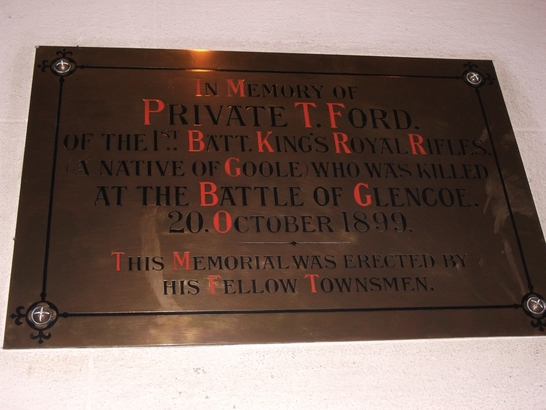 In Memory of
Private T. Ford.
of the 1st Batt. King's Royal Rifles.
(a native of Goole) who was killed
at the Battle of Glencoe.
20. October 1899.
This Memorial was erected by
his Fellow Townsmen.